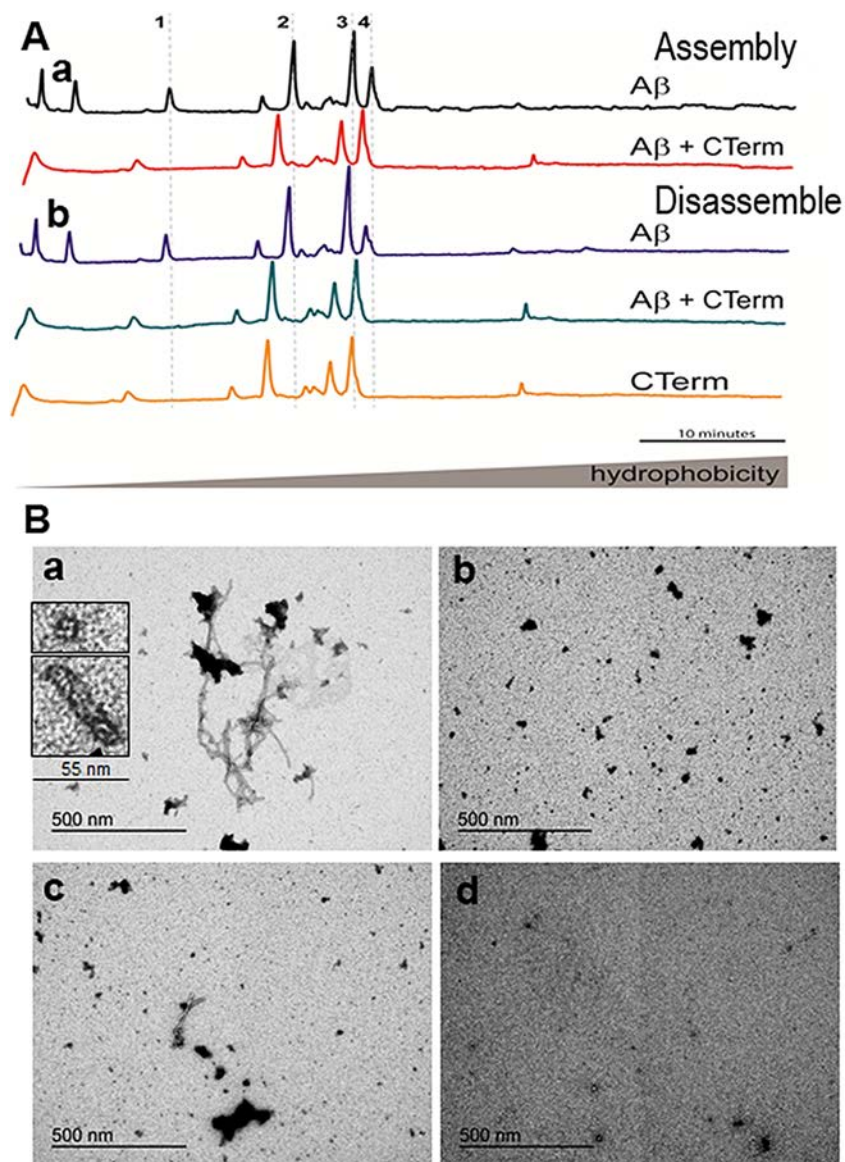 A
1 2 3 4
Assembly
a
Aβ
Aβ + CTerm
Disassemble
b
Aβ
Aβ + CTerm
CTerm
10 minutes
hydrophobicity
B
a
55 nm
500 nm
b
500 nm
c
500 nm
d
500 nm